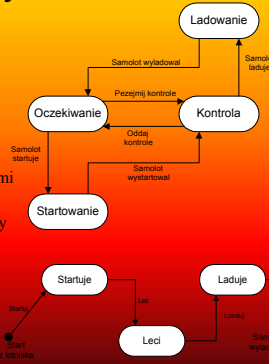 Ladowanie
Samolot wyladowal
Samolot
laduje
Pezejmij kontrole
Oczekiwanie
Kontrola
Oddaj
kontrole
Samolot
startuje
Samolot
wystartowal
mi
Startowanie
y
Startuje
Laduje
Lec
Startuj
Laduj
Start
z lotniska
Leci